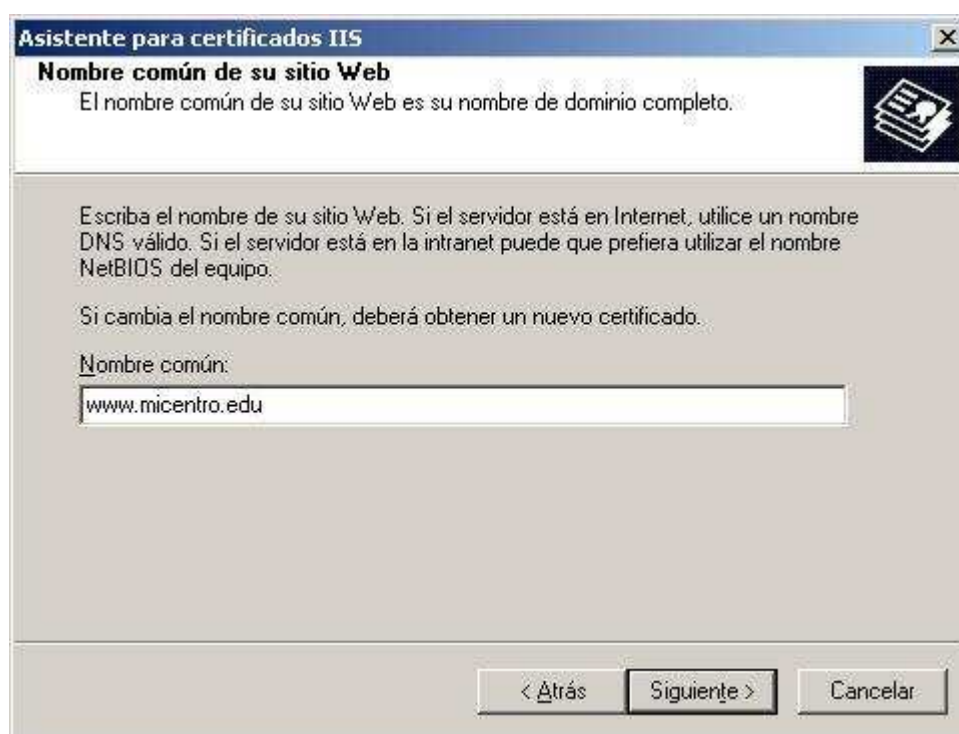 Asistente para certificados IIS
Nombre común de su sitio Web
El nombre común de su sitio Web es su nombre de dominio completo.
Escriba el nombre de su sitio Web. Si el servidor está en Internet, utilice un nombre
DNS válido. Si el servidor está en la intranet puede que prefiera utilizar el nombre
NetBIOS del equipo.
Si cambia el nombre común, deberá obtener un nuevo certificado.
Nombre común:
www.micentro.edu
< Atrás
Siguiente >
Cancelar